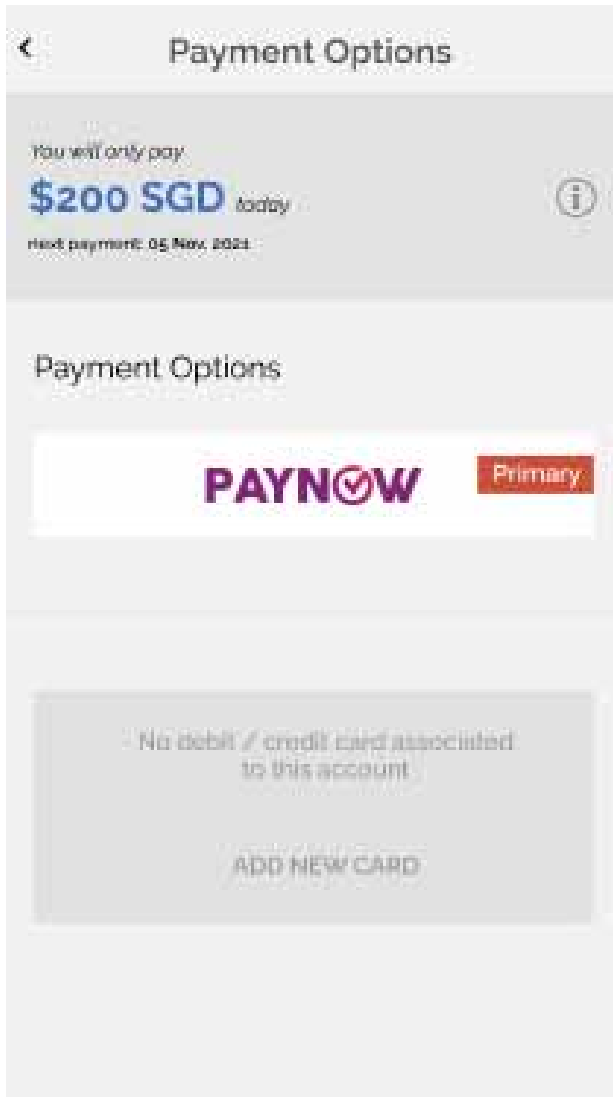 Payment Options
You will only pay
$200 SGD today
next payment: 05 Nov. 2021
Payment Options
PAYNOW
Primary
No debit / credit card associated
to this account
ADD NEW CARD